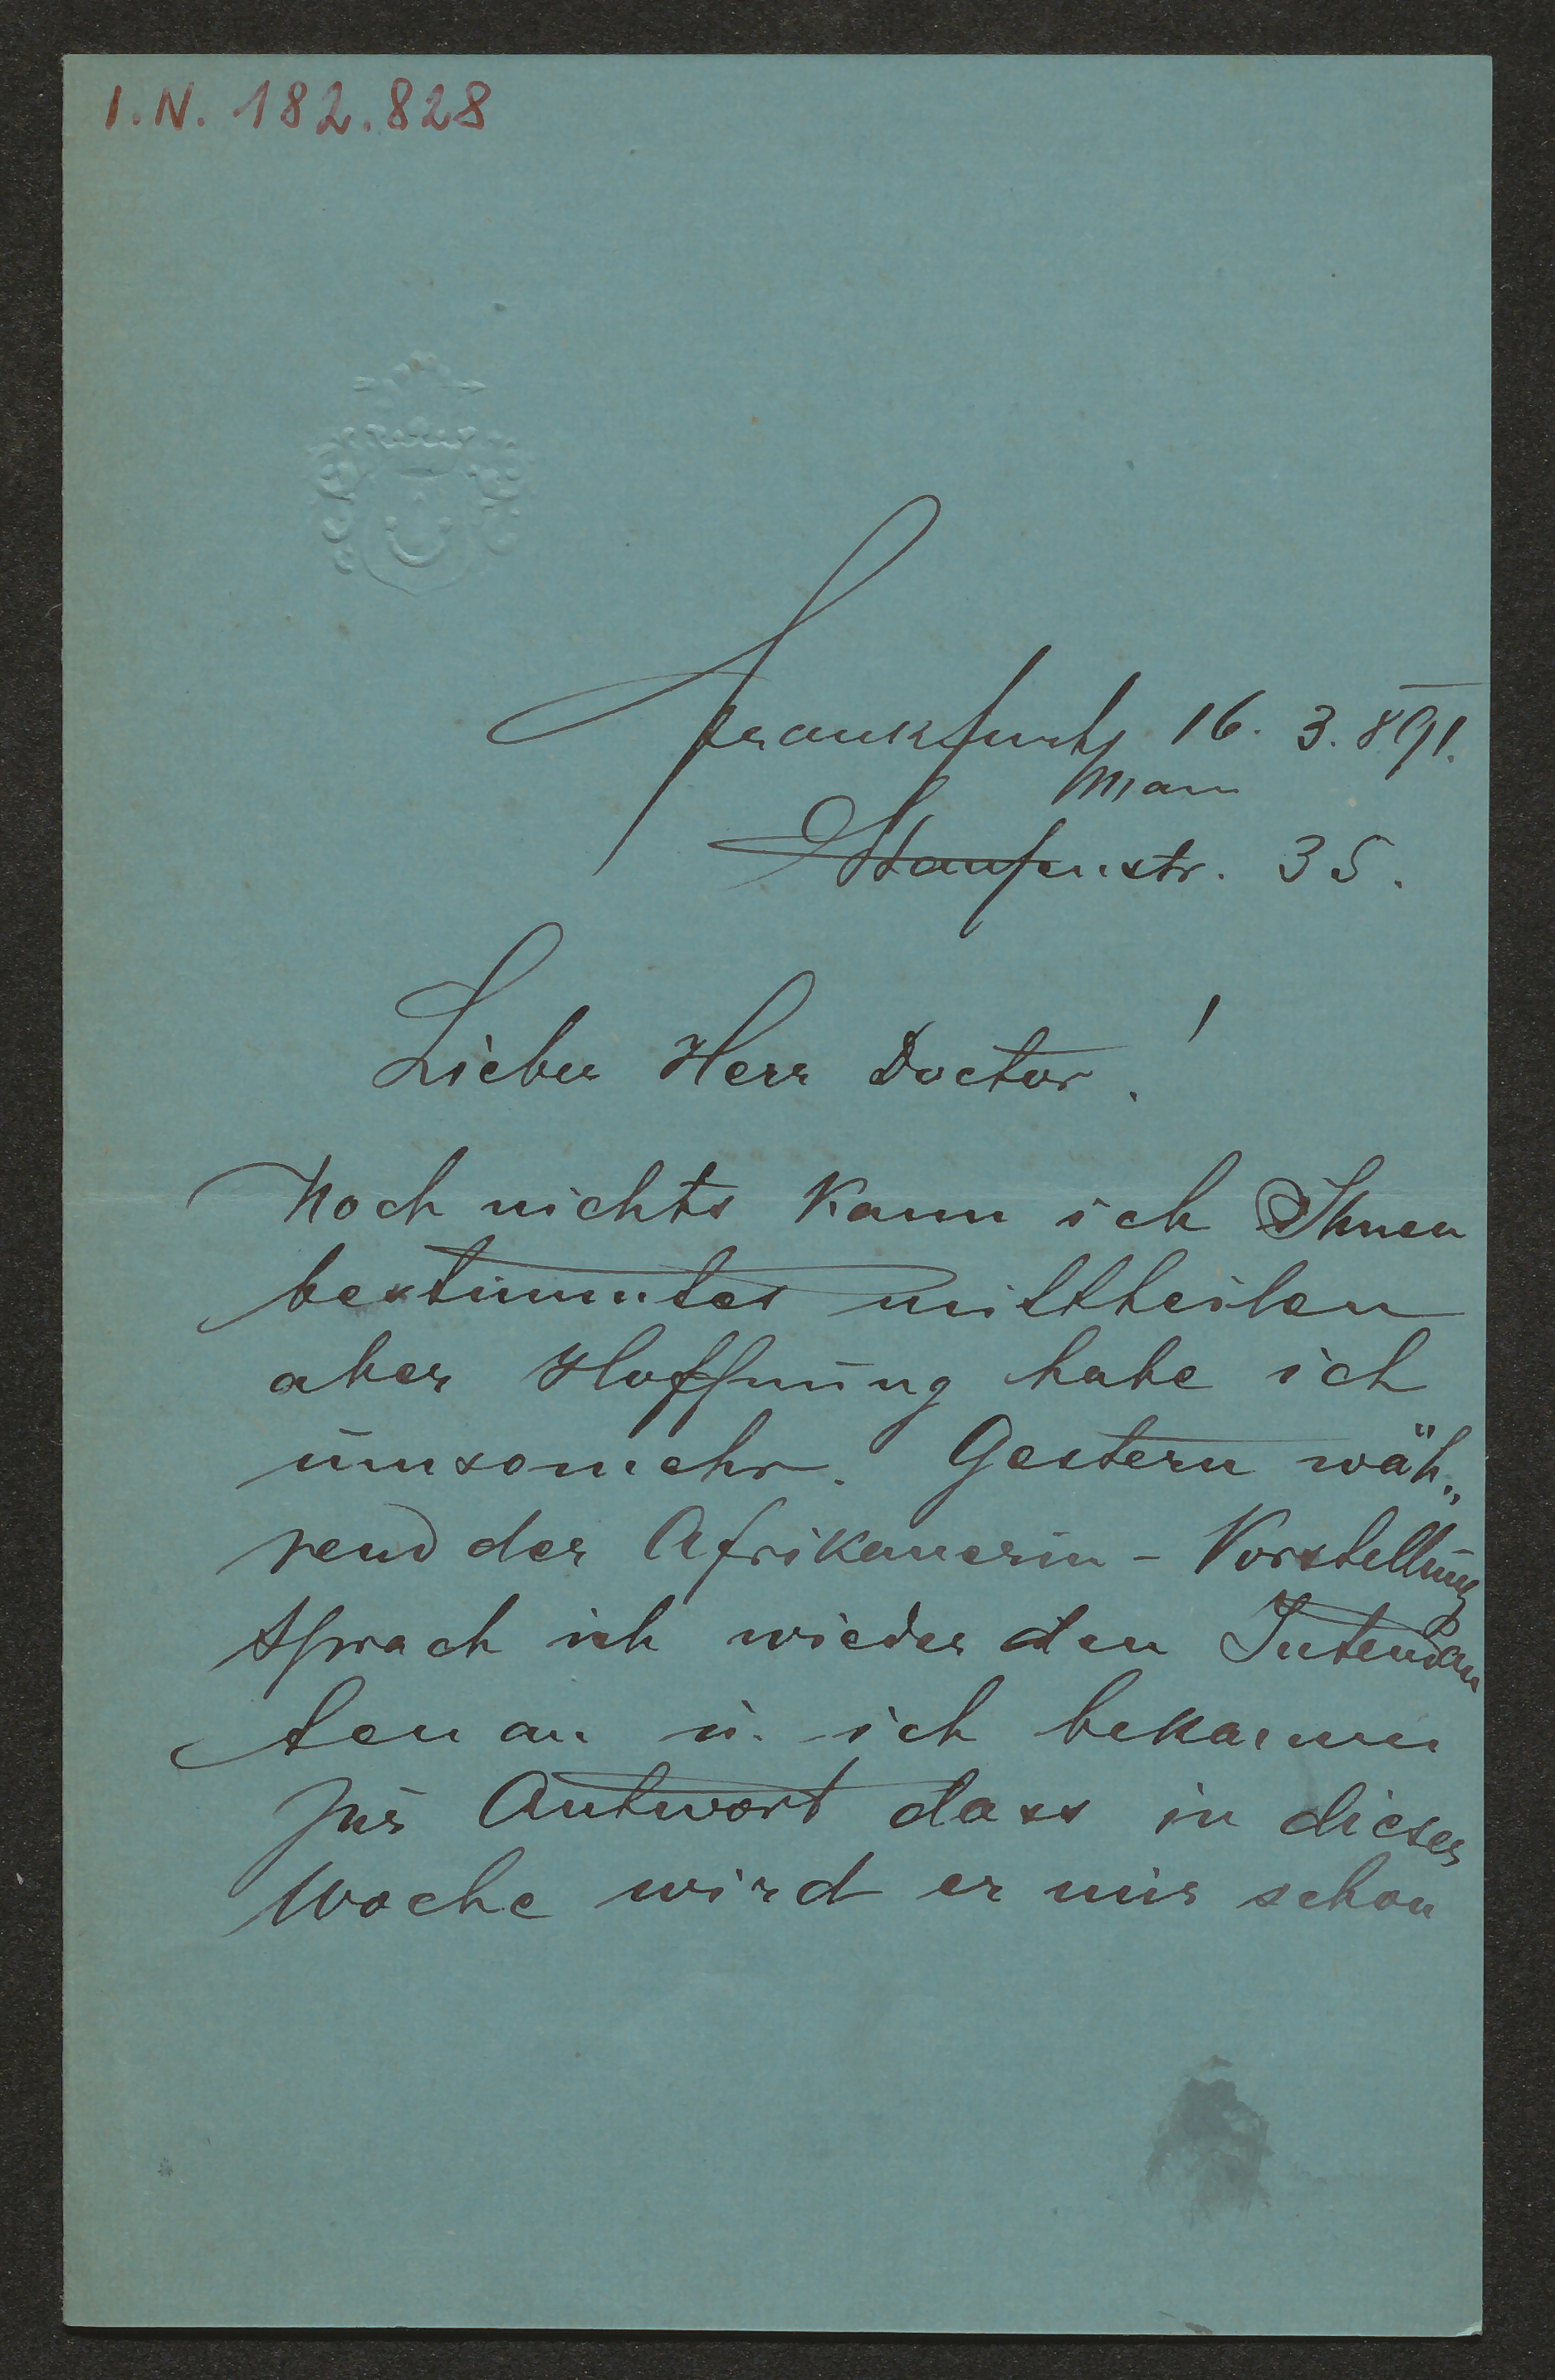 I.N. 182.828
Frankfurt/ 16. 3. 891.
Main
Staufenstr. 35.
Lieber Herr Doctor!
Noch nichts kann ich Ihnen
bestimmtes mittheilen
aber Hoffnung habe ich
umsomehr. Gestern wäh„
rend der Afrikanerin - Vorstellung
sprach ich wieder den Intendan
ten an u. ich bekamm
zur Antwort dass in dieser
Woche wird er mir schon